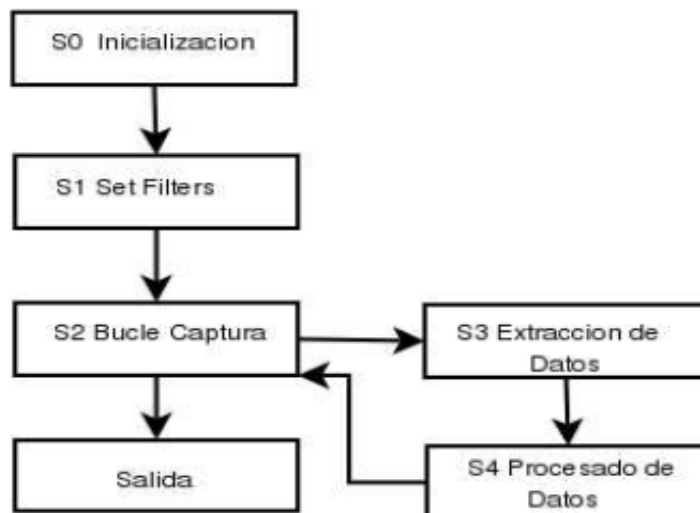 S0 Inicializacion
S1 Set Filters
S2 Bucle Captura
S3 Extraccion de
Datos
S4 Procesado de
Datos
Salida